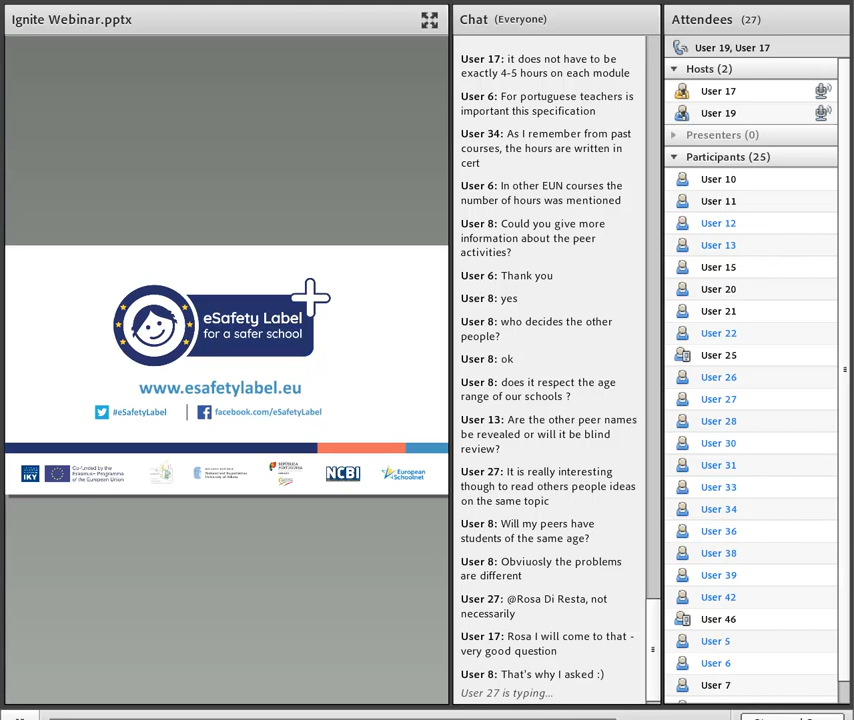 Ignite Webinar.pptx
eSafety Label
for a safer school
www.esafetylabel.eu
#eSafetyLabel
facebook.com/eSafetyLabel
IKY
Co-funded by the
Erasmus+ Programme
of the European Union
REPÚBLICA
PORTUGUESA
NCBI
European
Schoolnet
Chat (Everyone)
User 17: it does not have to be
exactly 4-5 hours on each module
User 6: For portuguese teachers is
important this specification
User 34: As I remember from past
courses, the hours are written in
cert
User 6: In other EUN courses the
number of hours was mentioned
User 8: Could you give more
information about the peer
activities?
User 6: Thank you
User 8: yes
User 8: who decides the other
people?
User 8: ok
User 8: does it respect the age
range of our schools ?
User 13: Are the other peer names
be revealed or will it be blind
review?
User 27: It is really interesting
though to read others people ideas
on the same topic
User 8: Will my peers have
students of the same age?
User 8: Obviuosly the problems
are different
User 27: @Rosa Di Resta, not
necessarily
User 17: Rosa I will come to that -
very good question
User 8: That's why I asked :)
User 27 is typing...
Attendees (27)
User 19, User 17
Hosts (2)
User 17
User 19
Presenters (0)
Participants (25)
User 10
User 11
User 12
User 13
User 15
User 20
User 21
User 22
User 25
User 26
User 27
User 28
User 30
User 31
User 33
User 34
User 36
User 38
User 39
User 42
User 46
User 5
User 6
User 7